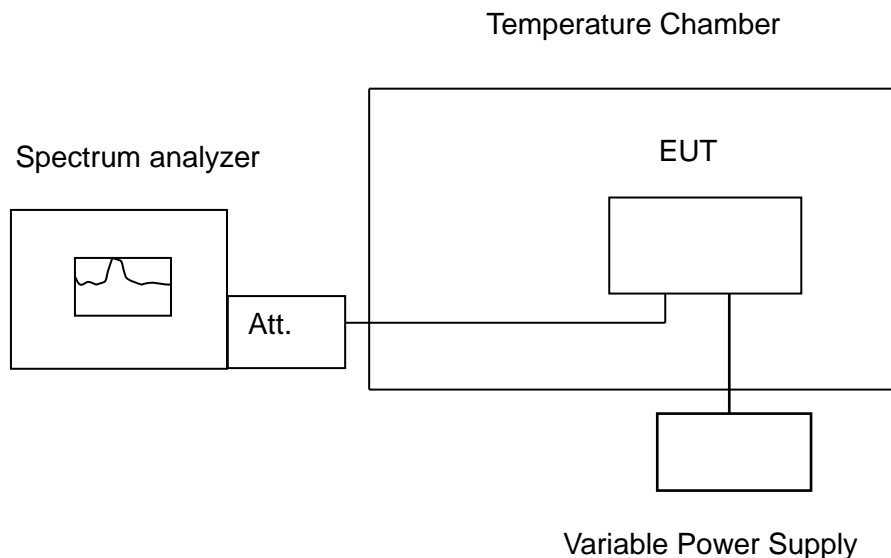 Temperature Chamber
Spectrum analyzer
EUT
Att.
Variable Power Supply